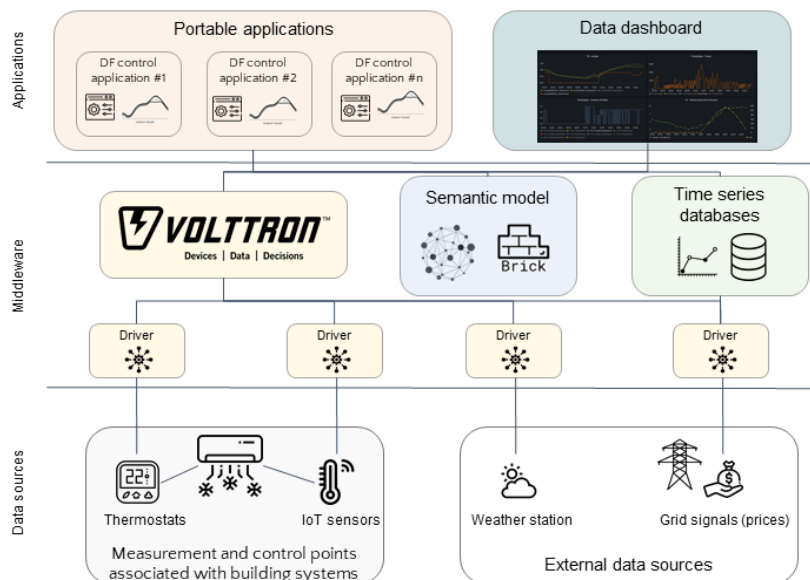 Applications
Portable applications
DF control
application #1
DF control
application #2
DF control
application #n
Data dashboard
Middleware
VOLTTRON™
Devices | Data | Decisions
Semantic model
Brick
Time series
databases
Driver
Driver
Driver
Driver
Data sources
22°
Thermostats
IoT sensors
Measurement and control points
associated with building systems
Weather station
Grid signals (prices)
$
External data sources